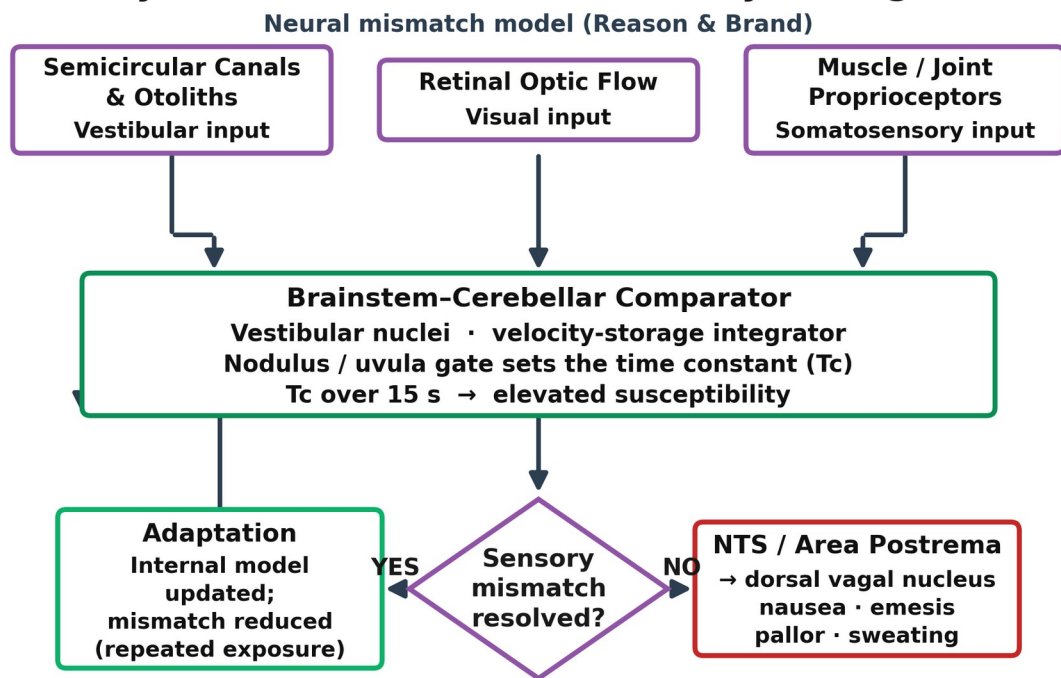 Neural mismatch model (Reason & Brand)
Semicircular Canals
& Otoliths
Vestibular input
Retinal Optic Flow
Visual input
Muscle / Joint
Proprioceptors
Somatosensory input
Brainstem–Cerebellar Comparator
Vestibular nuclei · velocity-storage integrator
Nodulus / uvula gate sets the time constant (Tc)
Tc over 15 s → elevated susceptibility
Adaptation
Internal model
updated;
mismatch reduced
(repeated exposure)
YES
Sensory
mismatch
resolved?
NO
NTS / Area Postrema
→ dorsal vagal nucleus
nausea · emesis
pallor · sweating